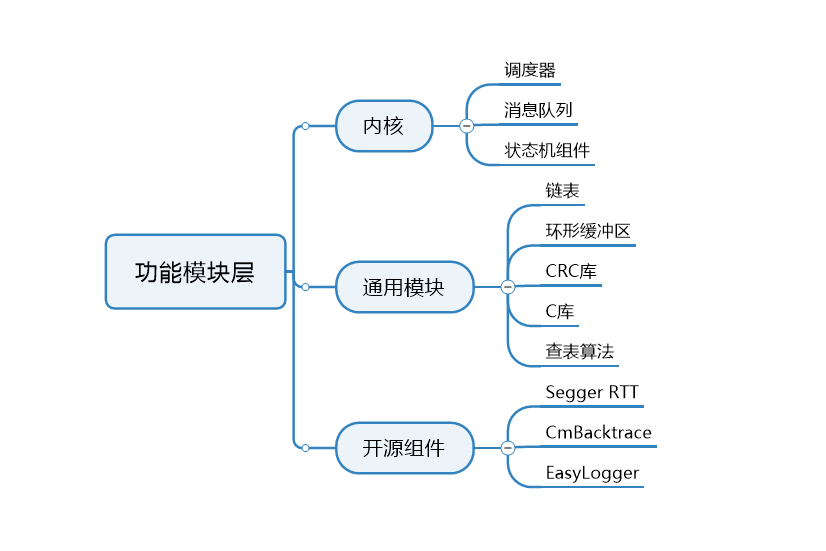 功能模块层
内核
调度器
消息队列
状态机组件
通用模块
链表
环形缓冲区
CRC库
C库
查表算法
开源组件
Segger RTT
CmBacktrace
EasyLogger